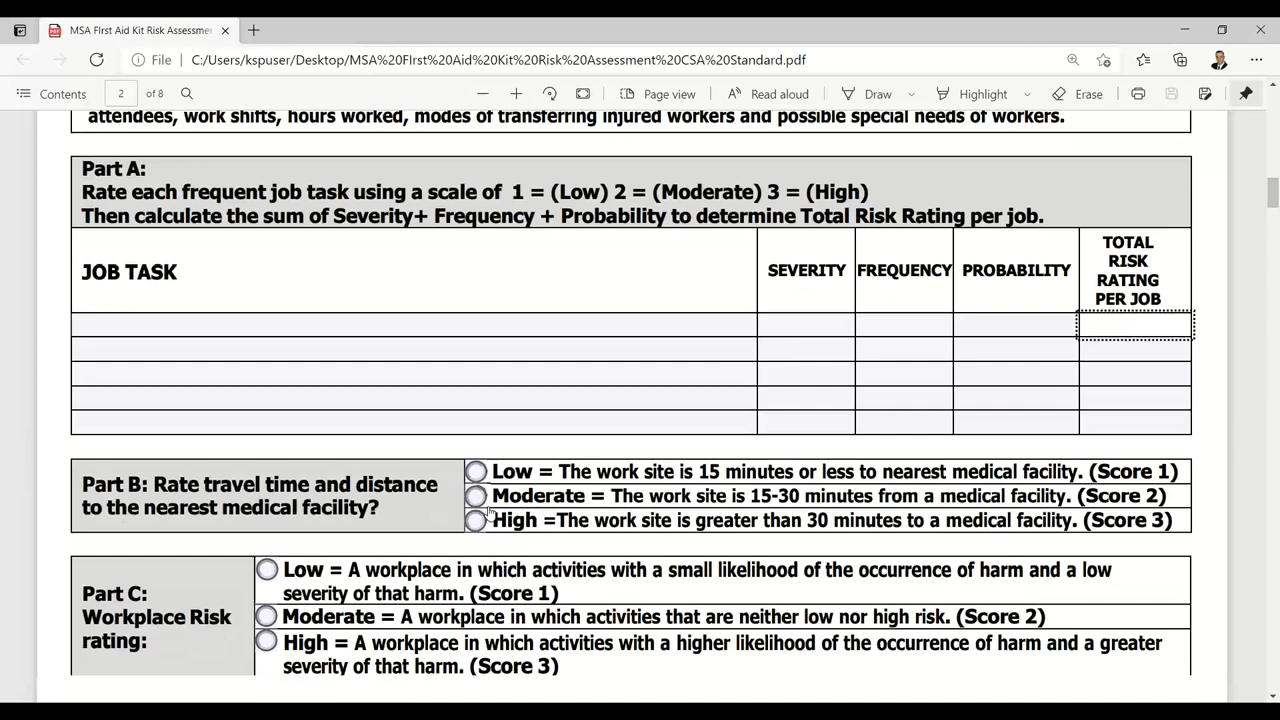 MSA FIrst Aid Kit Risk Assessmen
File
C:/Users/kspuser/Desktop/MSA%20FIrst%20Aid%20Kit%20Risk%20Assessment%20CSA%20Standard.pdf
Contents
2
of 8
Page view
Read aloud
Draw
Highlight
Erase
attendees, work shifts, hours worked, modes of transferring injured workers and possible special needs of workers.
Part A:
Rate each frequent job task using a scale of 1 = (Low) 2 = (Moderate) 3 = (High)
Then calculate the sum of Severity+ Frequency + Probability to determine Total Risk Rating per job.
JOB TASK
SEVERITY
FREQUENCY
PROBABILITY
TOTAL
RISK
RATING
PER JOB
Part B: Rate travel time and distance
to the nearest medical facility?
Low = The work site is 15 minutes or less to nearest medical facility. (Score 1)
Moderate = The work site is 15-30 minutes from a medical facility. (Score 2)
High =The work site is greater than 30 minutes to a medical facility. (Score 3)
Part C:
Workplace Risk
rating:
Low = A workplace in which activities with a small likelihood of the occurrence of harm and a low
severity of that harm. (Score 1)
Moderate = A workplace in which activities that are neither low nor high risk. (Score 2)
High = A workplace in which activities with a higher likelihood of the occurrence of harm and a greater
severity of that harm. (Score 3)